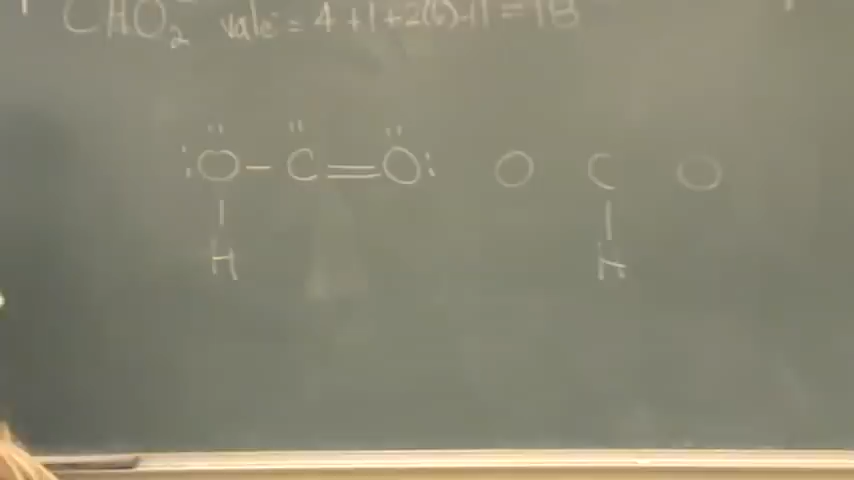 CHO₂⁻ vale⁻ = 4 + 1 + 2(6) - -1 = 18
:Ö - C̈ = Ö: O C O
H H